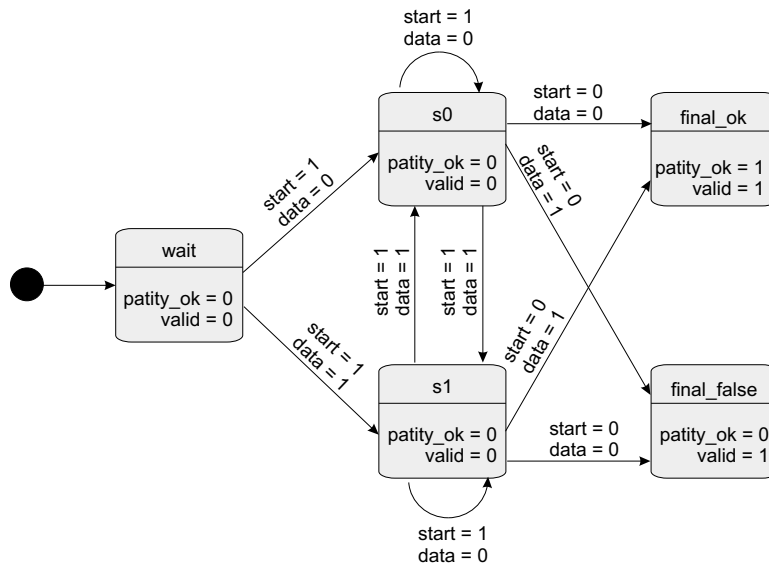 start = 1
data = 0
s0
patity_ok = 0
valid = 0
start = 0
data = 0
final_ok
patity_ok = 1
valid = 1
start = 1
data = 0
start = 0
data = 1
wait
patity_ok = 0
valid = 0
start = 1
data = 1
start = 1
data = 1
start = 0
data = 1
start = 1
data = 1
s1
patity_ok = 0
valid = 0
start = 0
data = 0
final_false
patity_ok = 0
valid = 1
start = 1
data = 0